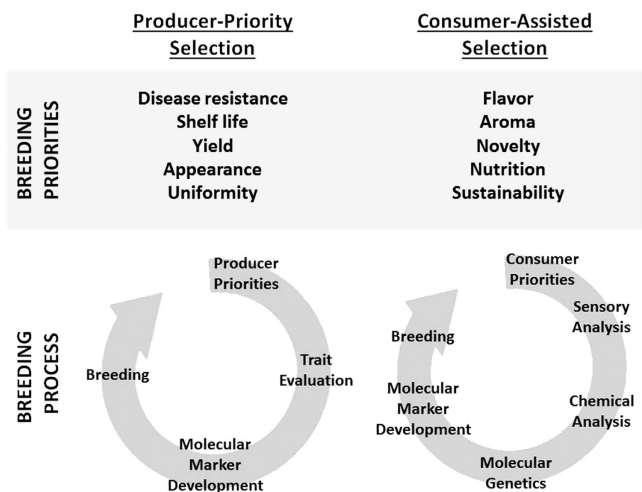 Producer-Priority
Selection
Consumer-Assisted
Selection
BREEDING
PRIORITIES
Disease resistance
Shelf life
Yield
Appearance
Uniformity
Flavor
Aroma
Novelty
Nutrition
Sustainability
BREEDING
PROCESS
Producer
Priorities
Trait
Evaluation
Molecular
Marker
Development
Breeding
Consumer
Priorities
Sensory
Analysis
Chemical
Analysis
Molecular
Genetics
Molecular
Marker
Development
Breeding